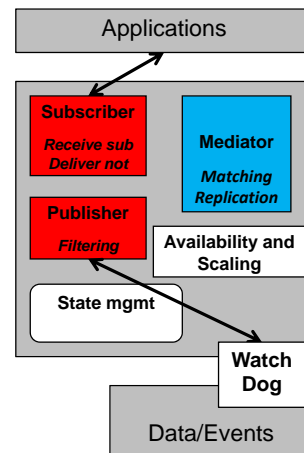 Applications
Subscriber
Receive sub
Deliver not
Mediator
Matching
Replication
Publisher
Filtering
Availability and
Scaling
State mgmt
Watch
Dog
Data/Events